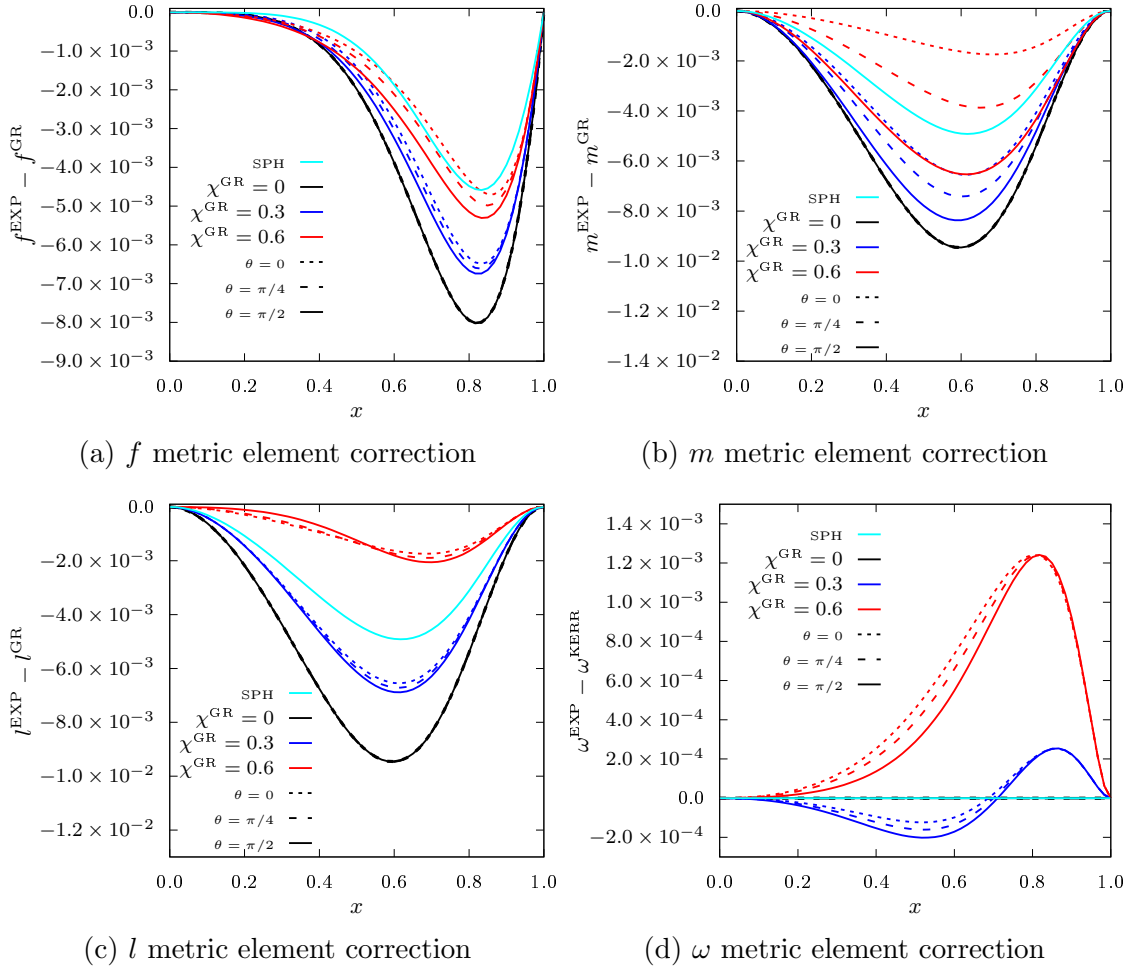 0.0
−1.0 × 10⁻³
−2.0 × 10⁻³
−3.0 × 10⁻³
−4.0 × 10⁻³
−5.0 × 10⁻³
−6.0 × 10⁻³
−7.0 × 10⁻³
−8.0 × 10⁻³
−9.0 × 10⁻³
f^EXP − f^GR
SPH
χ^GR = 0
χ^GR = 0.3
χ^GR = 0.6
θ = 0
θ = π/4
θ = π/2
0.0 0.2 0.4 0.6 0.8 1.0
x
(a) f metric element correction
0.0
−2.0 × 10⁻³
−4.0 × 10⁻³
−6.0 × 10⁻³
−8.0 × 10⁻³
−1.0 × 10⁻²
−1.2 × 10⁻²
−1.4 × 10⁻²
m^EXP − m^GR
SPH
χ^GR = 0
χ^GR = 0.3
χ^GR = 0.6
θ = 0
θ = π/4
θ = π/2
0.0 0.2 0.4 0.6 0.8 1.0
x
(b) m metric element correction
0.0
−2.0 × 10⁻³
−4.0 × 10⁻³
−6.0 × 10⁻³
−8.0 × 10⁻³
−1.0 × 10⁻²
−1.2 × 10⁻²
l^EXP − l^GR
SPH
χ^GR = 0
χ^GR = 0.3
χ^GR = 0.6
θ = 0
θ = π/4
θ = π/2
0.0 0.2 0.4 0.6 0.8 1.0
x
(c) l metric element correction
1.4 × 10⁻³
1.2 × 10⁻³
1.0 × 10⁻³
8.0 × 10⁻⁴
6.0 × 10⁻⁴
4.0 × 10⁻⁴
2.0 × 10⁻⁴
0.0
−2.0 × 10⁻⁴
ω^EXP − ω^KERR
SPH
χ^GR = 0
χ^GR = 0.3
χ^GR = 0.6
θ = 0
θ = π/4
θ = π/2
0.0 0.2 0.4 0.6 0.8 1.0
x
(d) ω metric element correction